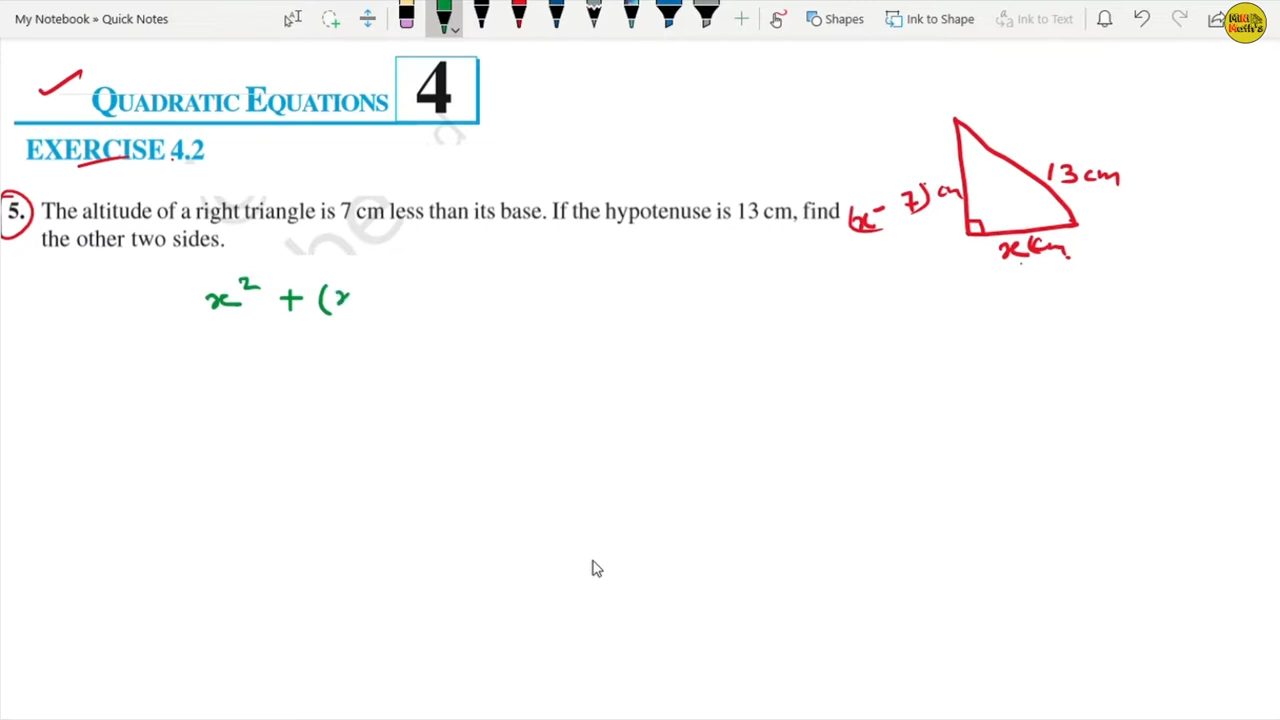 My Notebook » Quick Notes
Shapes
Ink to Shape
Ink to Text
Math's
QUADRATIC EQUATIONS 4
EXERCISE 4.2
5. The altitude of a right triangle is 7 cm less than its base. If the hypotenuse is 13 cm, find
the other two sides.
(x - 7) cm
13 cm
x cm
x² + (x